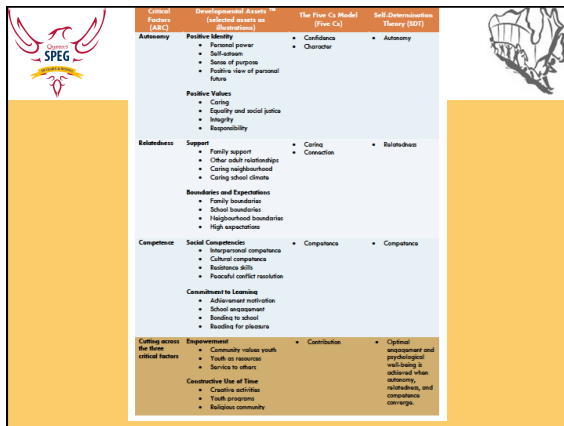 Queen's
SPEG
Critical Factors (ARC)
Developmental Assets ™ (selected assets as illustrations)
The Five Cs Model (Five Cs)
Self-Determination Theory (SDT)
Autonomy
Positive Identity
• Personal power
• Self-esteem
• Sense of purpose
• Positive view of personal future
Positive Values
• Caring
• Equality and social justice
• Integrity
• Responsibility
• Confidence
• Character
• Autonomy
Relatedness
Support
• Family support
• Other adult relationships
• Caring neighbourhood
• Caring school climate
Boundaries and Expectations
• Family boundaries
• School boundaries
• Neigbourhood boundaries
• High expectations
• Caring
• Connection
• Relatedness
Competence
Social Competencies
• Interpersonal competence
• Cultural competence
• Resistance skills
• Peaceful conflict resolution
Commitment to Learning
• Achievement motivation
• School engagement
• Bonding to school
• Reading for pleasure
• Competence
• Competence
Cutting across the three critical factors
Empowerment
• Community values youth
• Youth as resources
• Service to others
Constructive Use of Time
• Creative activities
• Youth programs
• Religious community
• Contribution
• Optimal engagement and psychological well-being is achieved when autonomy, relatedness, and competence converge.